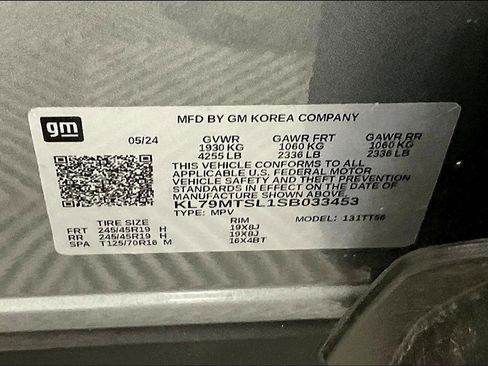 gm
MFD BY GM KOREA COMPANY
05/24 GVWR GAWR FRT GAWR RR
1930 KG 1060 KG 1060 KG
4255 LB 2336 LB 2336 LB
THIS VEHICLE CONFORMS TO ALL
APPLICABLE U.S. FEDERAL MOTOR
VEHICLE SAFETY AND THEFT PREVENTION
STANDARDS IN EFFECT ON THE DATE OF
MANUFACTURE SHOWN ABOVE.
KL79MTSL1SB033453
TYPE: MPV MODEL: 131TT56
TIRE SIZE RIM
FRT 245/45R19 H 19X8J
RR 245/45R19 H 19X8J
SPA T125/70R16 M 16X4BT